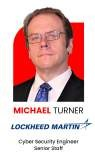 MICHAEL TURNER
LOCKHEED MARTIN
Cyber Security Engineer
Senior Staff